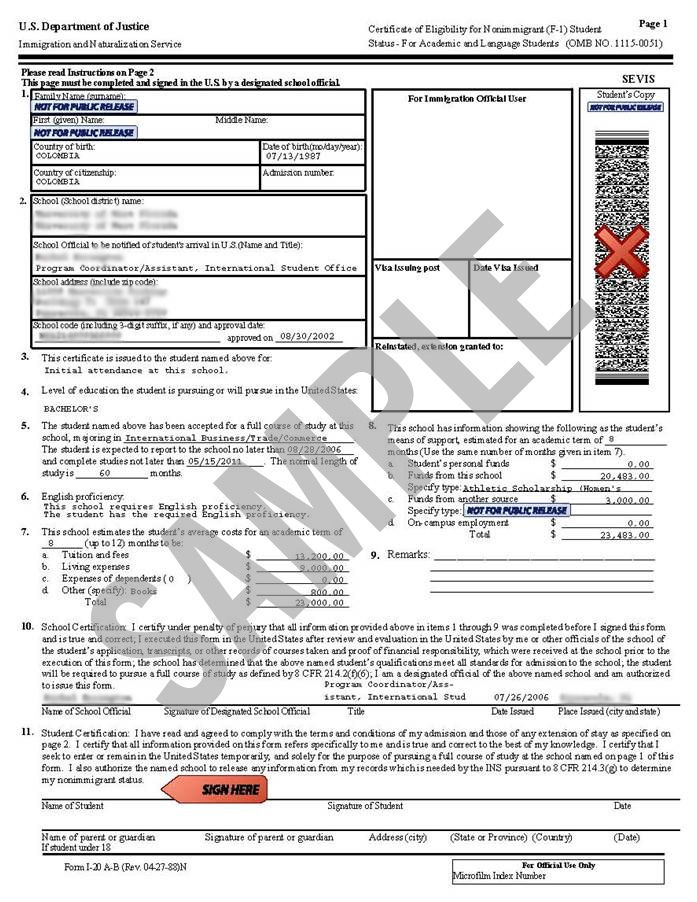 U.S. Department of Justice
Immigration and Naturalization Service
Certificate of Eligibility for Nonimmigrant (F-1) Student
Status - For Academic and Language Students (OMB NO. 1115-0051)
Page 1
Please read Instructions on Page 2
This page must be completed and signed in the U.S. by a designated school official.
SEVIS
1. Family Name (surname):
NOT FOR PUBLIC RELEASE
First (given) Name: Middle Name:
NOT FOR PUBLIC RELEASE
Country of birth: Date of birth(mo/day/year):
COLOMBIA 07/13/1987
Country of citizenship: Admission number:
COLOMBIA
For Immigration Official User
Student's Copy
NOT FOR PUBLIC RELEASE
2. School (School district) name:
School Official to be notified of student's arrival in U.S.(Name and Title):
Program Coordinator/Assistant, International Student Office
School address (include zip code):
School code (including 3-digit suffix, if any) and approval date:
approved on 08/30/2002
Visa Issuing post Date Visa Issued
Reinstated, extension granted to:
3. This certificate is issued to the student named above for:
Initial attendance at this school.
4. Level of education the student is pursuing or will pursue in the United States:
BACHELOR'S
5. The student named above has been accepted for a full course of study at this
school, majoring in International Business/Trade/Commerce
The student is expected to report to the school no later than 08/28/2006
and complete studies not later than 05/15/2011. The normal length of
study is 60 months.
6. English proficiency:
This school requires English proficiency.
The student has the required English proficiency.
7. This school estimates the student's average costs for an academic term of
8 (up to 12) months to be:
a. Tuition and fees $ 13,200.00
b. Living expenses $ 9,000.00
c. Expenses of dependents ( 0 ) $ 0.00
d. Other (specify): Books $ 800.00
Total $ 23,000.00
8. This school has information showing the following as the student's
means of support, estimated for an academic term of 8
months (Use the same number of months given in item 7).
a. Student's personal funds $ 0.00
b. Funds from this school $ 20,483.00
Specify type: Athletic Scholarship (Women's
c. Funds from another source $ 3,000.00
Specify type: NOT FOR PUBLIC RELEASE
d. On-campus employment $ 0.00
Total $ 23,483.00
9. Remarks:
10. School Certification: I certify under penalty of perjury that all information provided above in items 1 through 9 was completed before I signed this form
and is true and correct; I executed this form in the United States after review and evaluation in the United States by me or other officials of the school of
the student's application, transcripts, or other records of courses taken and proof of financial responsibility, which were received at the school prior to the
execution of this form; the school has determined that the above named student's qualifications meet all standards for admission to the school; the student
will be required to pursue a full course of study as defined by 8 CFR 214.2(f)(6); I am a designated official of the above named school and am authorized
to issue this form.
Program Coordinator/Ass-
istant, International Stud 07/26/2006
Name of School Official Signature of Designated School Official Title Date Issued Place Issued (city and state)
11. Student Certification: I have read and agreed to comply with the terms and conditions of my admission and those of any extension of stay as specified on
page 2. I certify that all information provided on this form refers specifically to me and is true and correct to the best of my knowledge. I certify that I
seek to enter or remain in the United States temporarily, and solely for the purpose of pursuing a full course of study at the school named on page 1 of this
form. I also authorize the named school to release any information from my records which is needed by the INS pursuant to 8 CFR 214.3(g) to determine
my nonimmigrant status.
SIGN HERE
Name of Student Signature of Student Date
Name of parent or guardian Signature of parent or guardian Address (city) (State or Province) (Country) (Date)
If student under 18
Form I-20 A-B (Rev. 04-27-88)N
For Official Use Only
Microfilm Index Number
SAMPLE